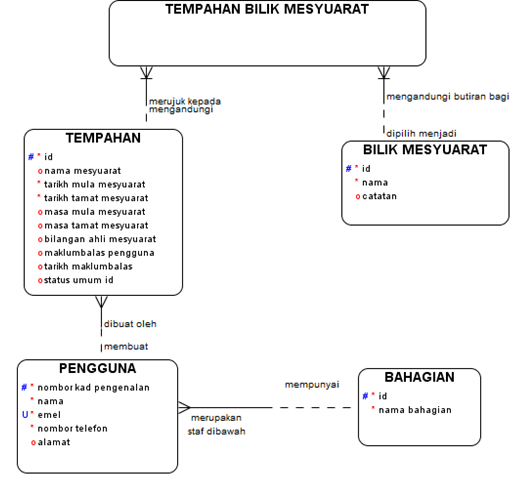 TEMPAHAN BILIK MESYUARAT
merujuk kepada
mengandungi
mengandungi butiran bagi
dipilih menjadi
TEMPAHAN
# * id
o nama mesyuarat
* tarikh mula mesyuarat
* tarikh tamat mesyuarat
o masa mula mesyuarat
o masa tamat mesyuarat
o bilangan ahli mesyuarat
o maklumbalas pengguna
o tarikh maklumbalas
o status umum id
BILIK MESYUARAT
# * id
* nama
o catatan
dibuat oleh
membuat
PENGGUNA
# * nombor kad pengenalan
* nama
U * emel
* nombor telefon
o alamat
mempunyai
merupakan
staf dibawah
BAHAGIAN
# * id
* nama bahagian